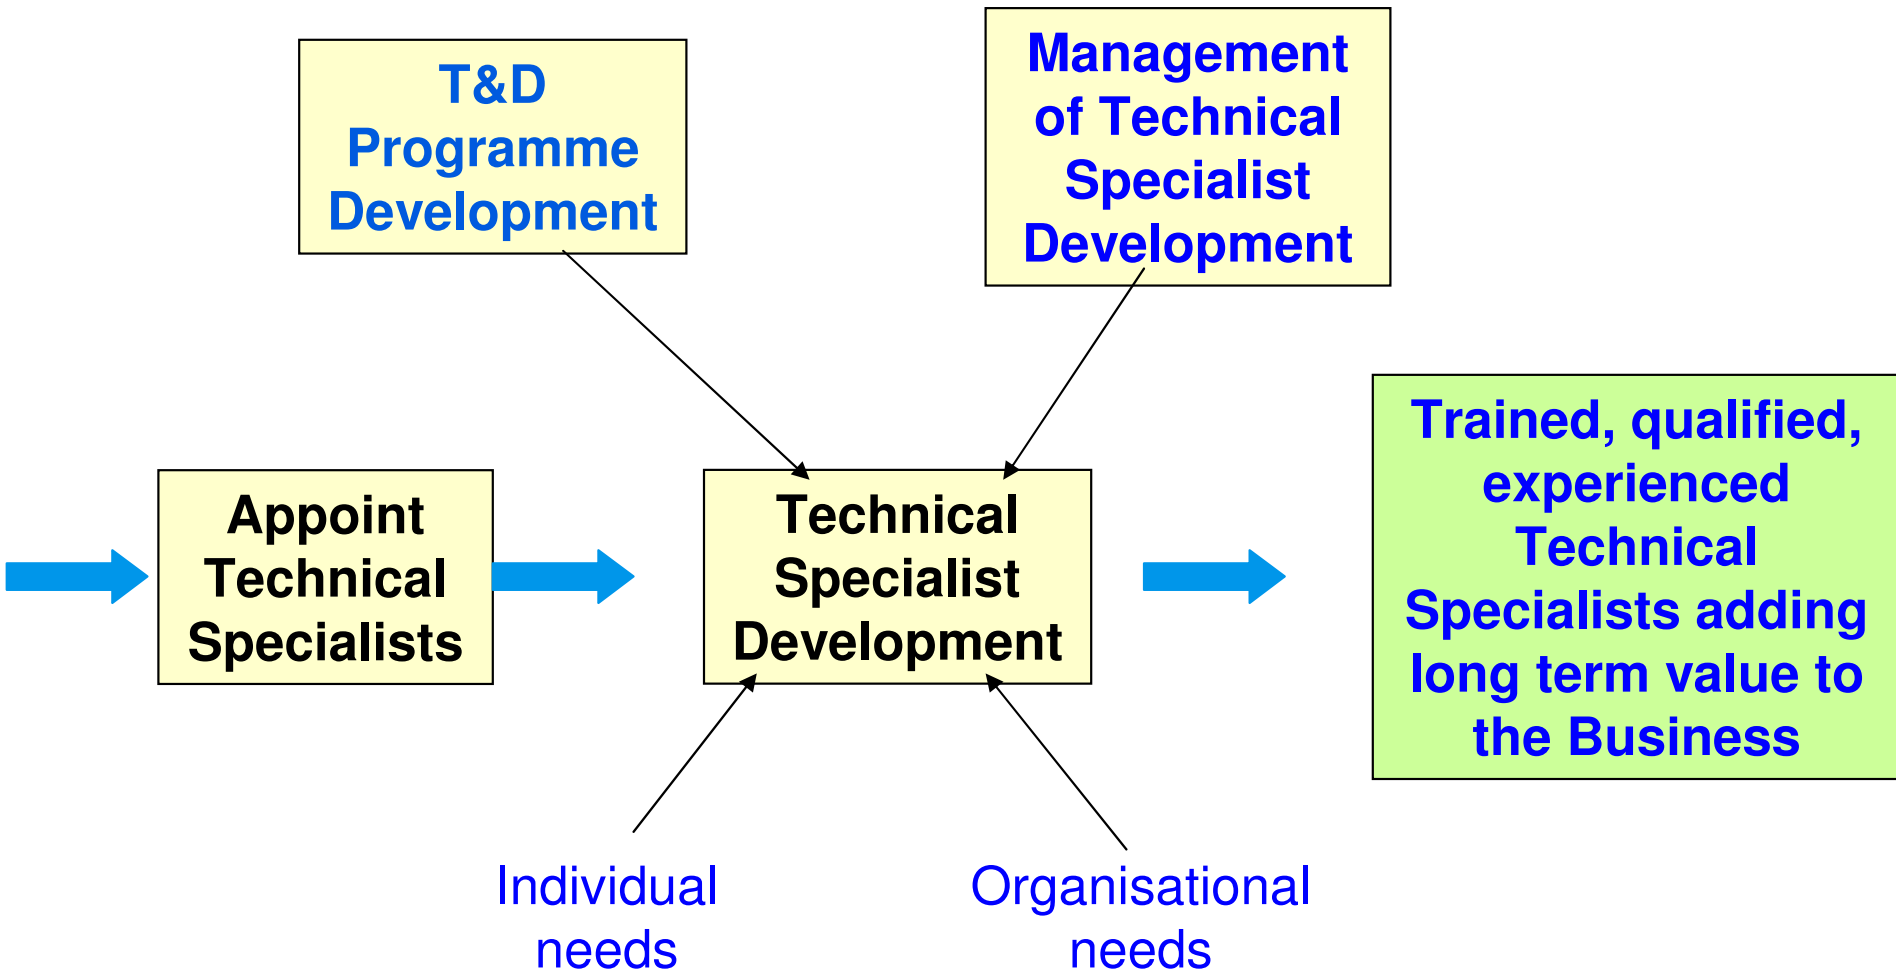 T&D
Programme
Development
Management
of Technical
Specialist
Development
Appoint
Technical
Specialists
Technical
Specialist
Development
Trained, qualified,
experienced
Technical
Specialists adding
long term value to
the Business
Individual
needs
Organisational
needs